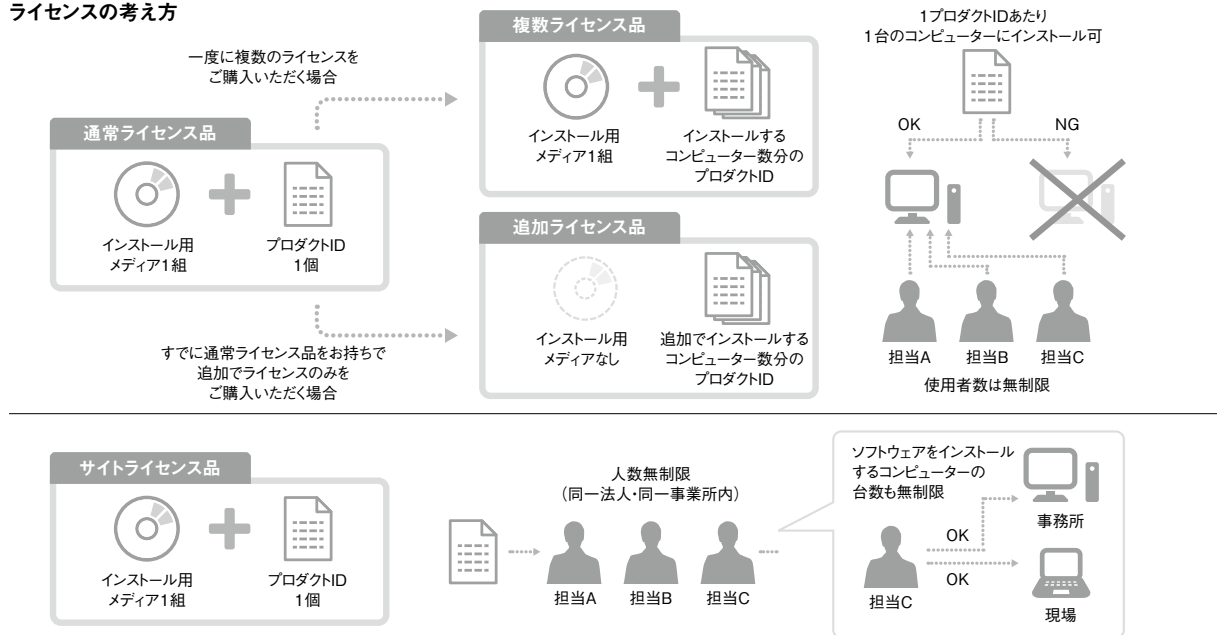 ライセンスの考え方
一度に複数のライセンスを
ご購入いただく場合
通常ライセンス品
インストール用
メディア1組
プロダクトID
1個
すでに通常ライセンス品をお持ちで
追加でライセンスのみを
ご購入いただく場合
複数ライセンス品
インストール用
メディア1組
インストールする
コンピューター数分の
プロダクトID
追加ライセンス品
インストール用
メディアなし
追加でインストールする
コンピューター数分の
プロダクトID
1プロダクトIDあたり
1台のコンピューターにインストール可
OK
NG
担当A
担当B
担当C
使用者数は無制限
サイトライセンス品
インストール用
メディア1組
プロダクトID
1個
人数無制限
（同一法人・同一事業所内）
担当A
担当B
担当C
ソフトウェアをインストール
するコンピューターの
台数も無制限
OK
OK
担当C
事務所
現場